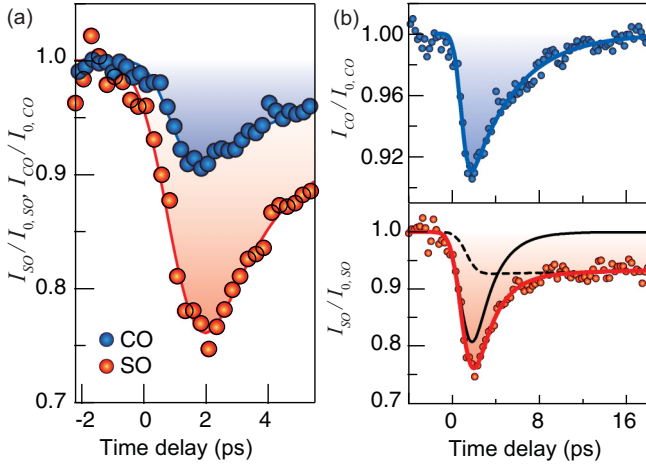 (a)
1.0
0.9
0.8
0.7
I_SO / I_0,SO, I_CO / I_0,CO
CO
SO
-2
0
2
4
Time delay (ps)
(b)
1.00
0.96
0.92
I_CO / I_0,CO
1.0
0.9
0.8
0.7
I_SO / I_0,SO
0
8
16
Time delay (ps)